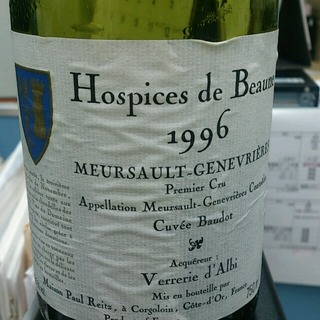 Hospices de Beaune
1996
MEURSAULT-GENEVRIÈRES
Premier Cru
Appellation Meursault-Genevrières
Cuvée Baudot
Acquéreur :
Verrerie d'Albi
Mis en bouteille par
Maison Paul Reitz, à Corgoloin, Côte-d'Or, France